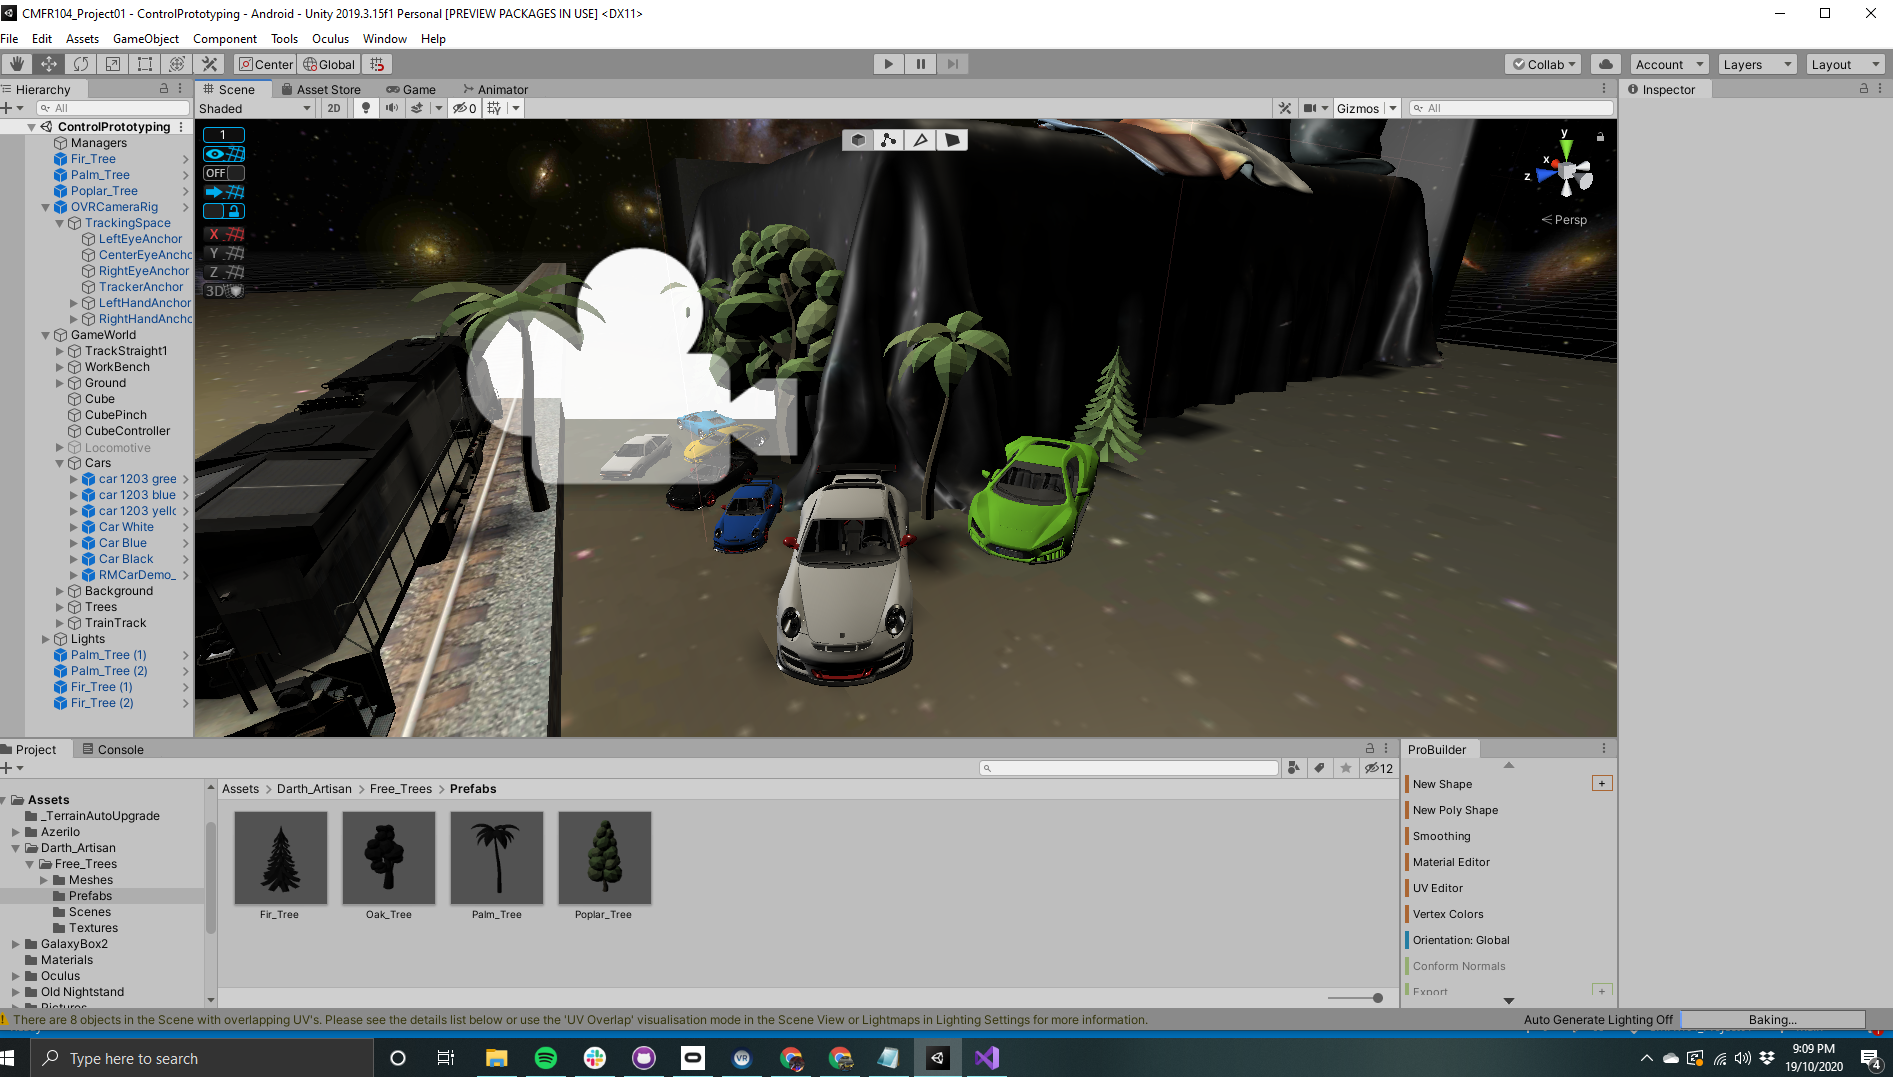 CMFR104_Project01 - ControlPrototyping - Android - Unity 2019.3.15f1 Personal [PREVIEW PACKAGES IN USE] <DX11>
File Edit Assets GameObject Component Tools Oculus Window Help
Center Global Collab Account Layers Layout
Hierarchy Scene Asset Store Game Animator Inspector
All Shaded 2D 0 Gizmos All
ControlPrototyping
Managers
Fir_Tree
Palm_Tree
Poplar_Tree
OVRCameraRig
TrackingSpace
LeftEyeAnchor
CenterEyeAncho
RightEyeAnchor
TrackerAnchor
LeftHandAnchor
RightHandAncho
GameWorld
TrackStraight1
WorkBench
Ground
Cube
CubePinch
CubeController
Locomotive
Cars
car 1203 gree
car 1203 blue
car 1203 yello
Car White
Car Blue
Car Black
RMCarDemo_
Background
Trees
TrainTrack
Lights
Palm_Tree (1)
Palm_Tree (2)
Fir_Tree (1)
Fir_Tree (2)
1
OFF
X
Y
Z
3D
y
x
z
Persp
Project Console
12
Assets > Darth_Artisan > Free_Trees > Prefabs
Assets
_TerrainAutoUpgrade
Azerilo
Darth_Artisan
Free_Trees
Meshes
Prefabs
Scenes
Textures
GalaxyBox2
Materials
Oculus
Old Nightstand
Pictures
Fir_Tree Oak_Tree Palm_Tree Poplar_Tree
ProBuilder
New Shape +
New Poly Shape
Smoothing
Material Editor
UV Editor
Vertex Colors
Orientation: Global
Conform Normals
Export +
There are 8 objects in the Scene with overlapping UV's. Please see the details list below or use the 'UV Overlap' visualisation mode in the Scene View or Lightmaps in Lighting Settings for more information.
Auto Generate Lighting Off Baking...
Type here to search
VR
9:09 PM
19/10/2020
4